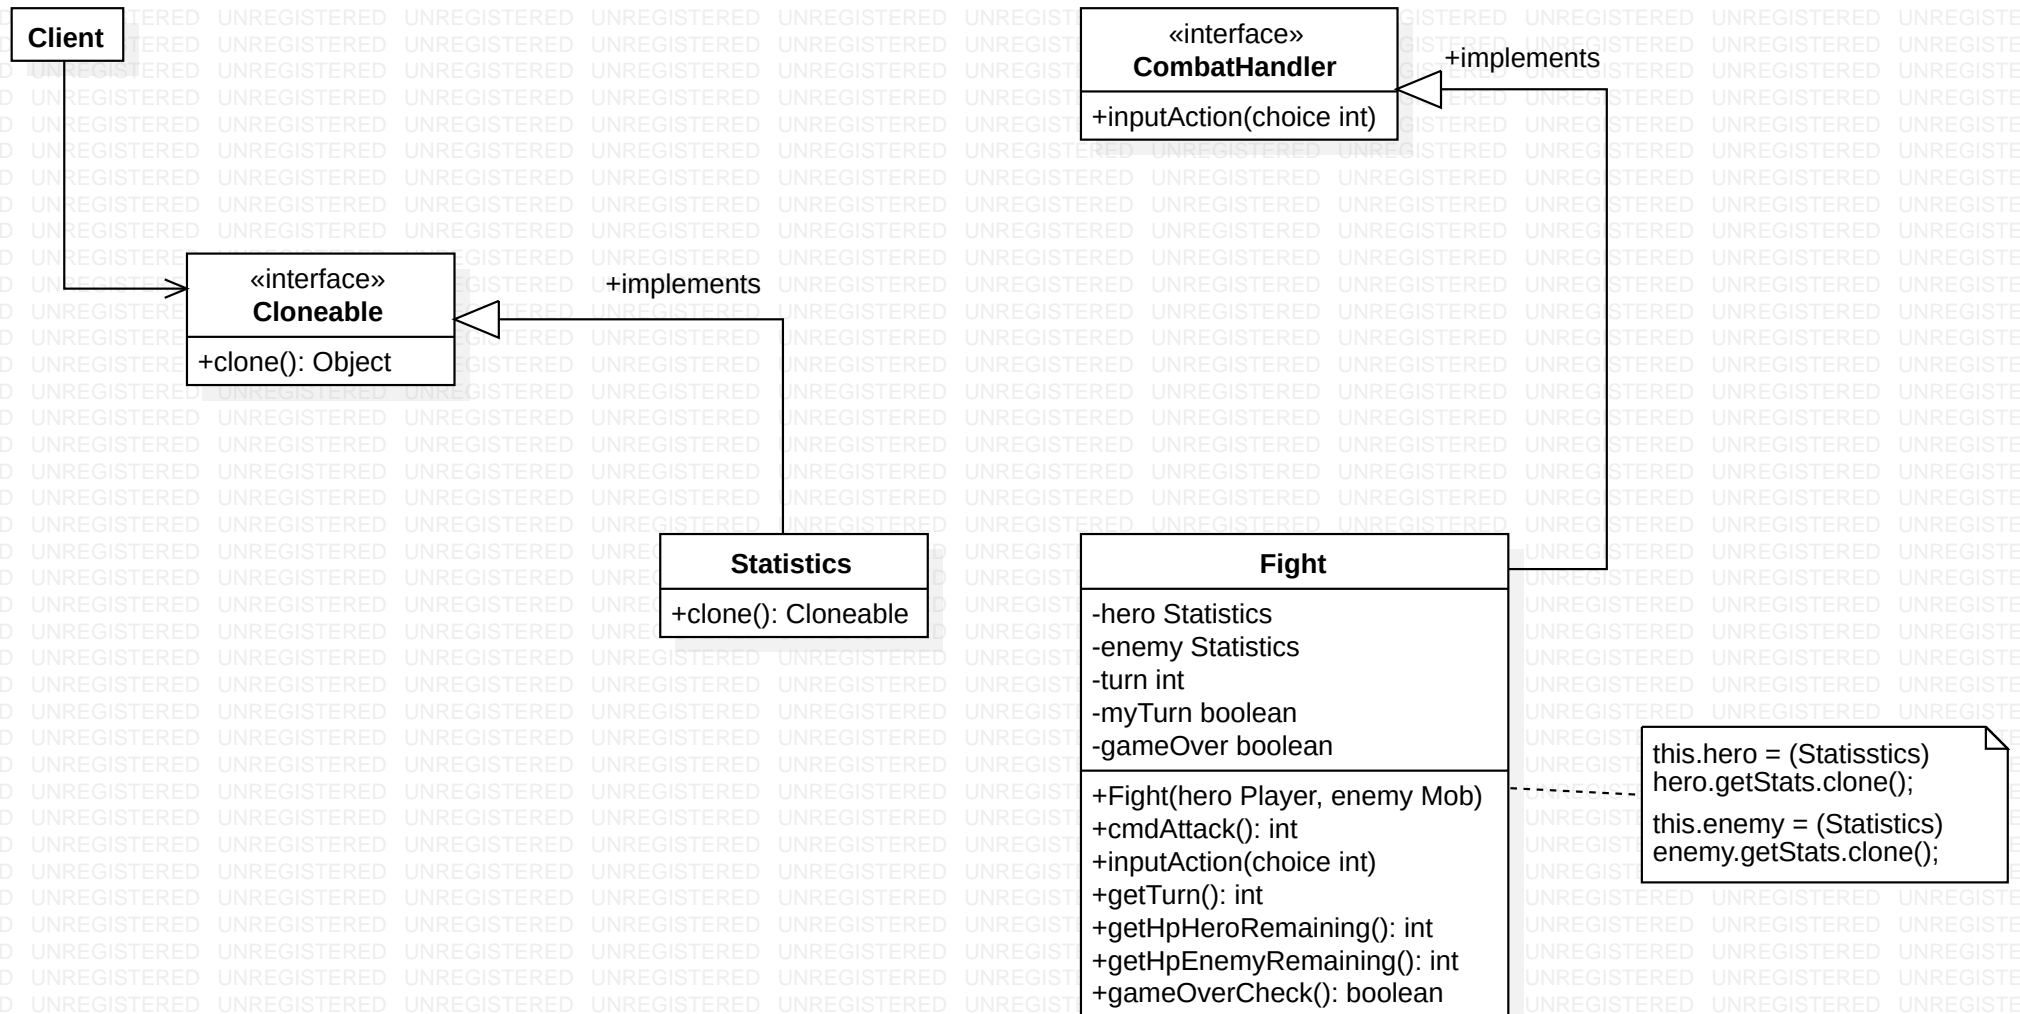 Client
«interface»
Cloneable
+clone(): Object
+implements
Statistics
+clone(): Cloneable
«interface»
CombatHandler
+inputAction(choice int)
+implements
Fight
-hero Statistics
-enemy Statistics
-turn int
-myTurn boolean
-gameOver boolean
+Fight(hero Player, enemy Mob)
+cmdAttack(): int
+inputAction(choice int)
+getTurn(): int
+getHpHeroRemaining(): int
+getHpEnemyRemaining(): int
+gameOverCheck(): boolean
this.hero = (Statisstics)
hero.getStats.clone();
this.enemy = (Statistics)
enemy.getStats.clone();
UNREGISTERED